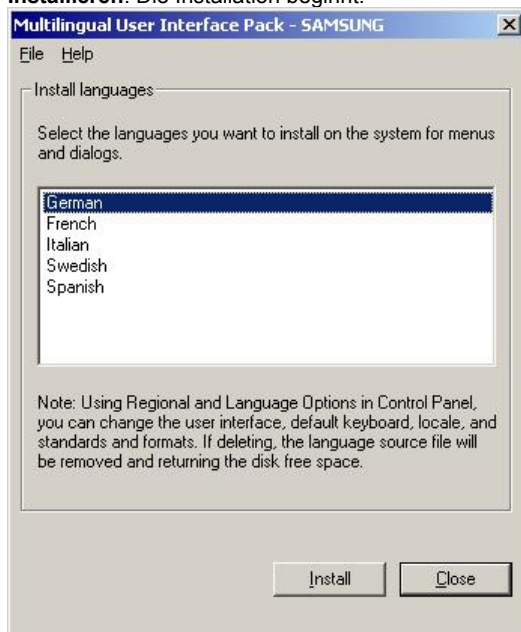 Installieren. Die Installation beginnt.
Multilingual User Interface Pack - SAMSUNG
File Help
Install languages
Select the languages you want to install on the system for menus
and dialogs.
German
French
Italian
Swedish
Spanish
Note: Using Regional and Language Options in Control Panel,
you can change the user interface, default keyboard, locale, and
standards and formats. If deleting, the language source file will
be removed and returning the disk free space.
Install Close